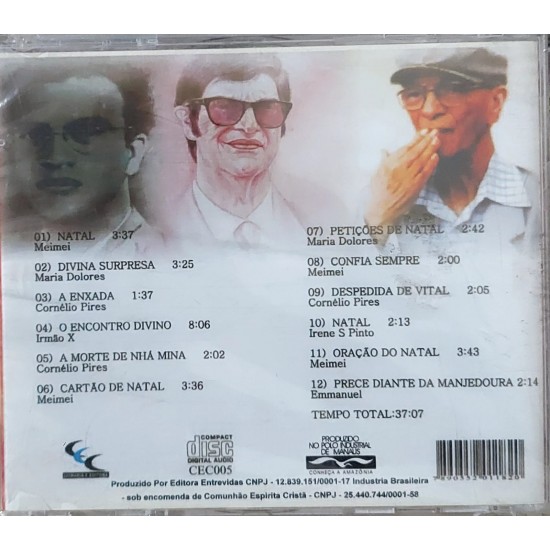 01) NATAL 3:37
Meimei
02) DIVINA SURPRESA 3:25
Maria Dolores
03) A ENXADA 1:37
Cornélio Pires
04) O ENCONTRO DIVINO 8:06
Irmão X
05) A MORTE DE NHÁ MINA 2:02
Cornélio Pires
06) CARTÃO DE NATAL 3:36
Meimei
07) PETIÇÕES DE NATAL 2:42
Maria Dolores
08) CONFIA SEMPRE 2:00
Meimei
09) DESPEDIDA DE VITAL 2:05
Cornélio Pires
10) NATAL 2:13
Irene S Pinto
11) ORAÇÃO DO NATAL 3:43
Meimei
12) PRECE DIANTE DA MANJEDOURA 2:14
Emmanuel
TEMPO TOTAL:37:07
CEC
COMPACT
disc
DIGITAL AUDIO
CEC005
PRODUZIDO
NO POLO INDUSTRIAL
DE MANAUS
CONHEÇA A AMAZÔNIA
Produzido Por Editora Entrevidas CNPJ - 12.839.151/0001-17 Industria Brasileira
- sob encomenda de Comunhão Espirita Cristã - CNPJ - 25.440.744/0001-58